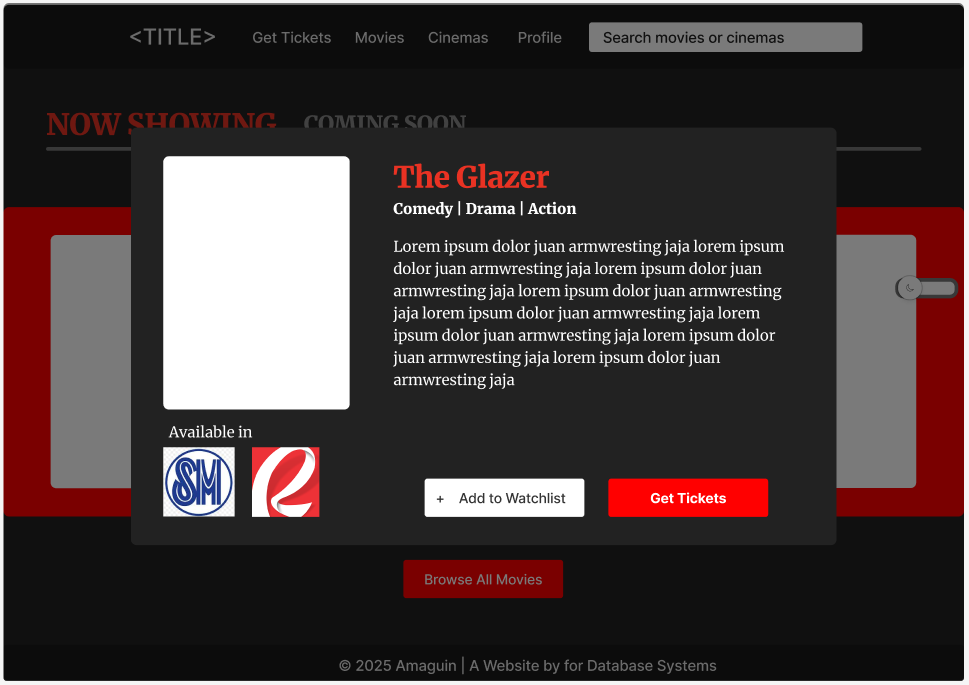 <TITLE> Get Tickets Movies Cinemas Profile Search movies or cinemas
NOW SHOWING COMING SOON
The Glazer
Comedy | Drama | Action
Lorem ipsum dolor juan armwresting jaja lorem ipsum
dolor juan armwresting jaja lorem ipsum dolor juan
armwresting jaja lorem ipsum dolor juan armwresting
jaja lorem ipsum dolor juan armwresting jaja lorem
ipsum dolor juan armwresting jaja lorem ipsum dolor
juan armwresting jaja lorem ipsum dolor juan
armwresting jaja
Available in
SM
+ Add to Watchlist Get Tickets
Browse All Movies
© 2025 Amaguin | A Website by for Database Systems